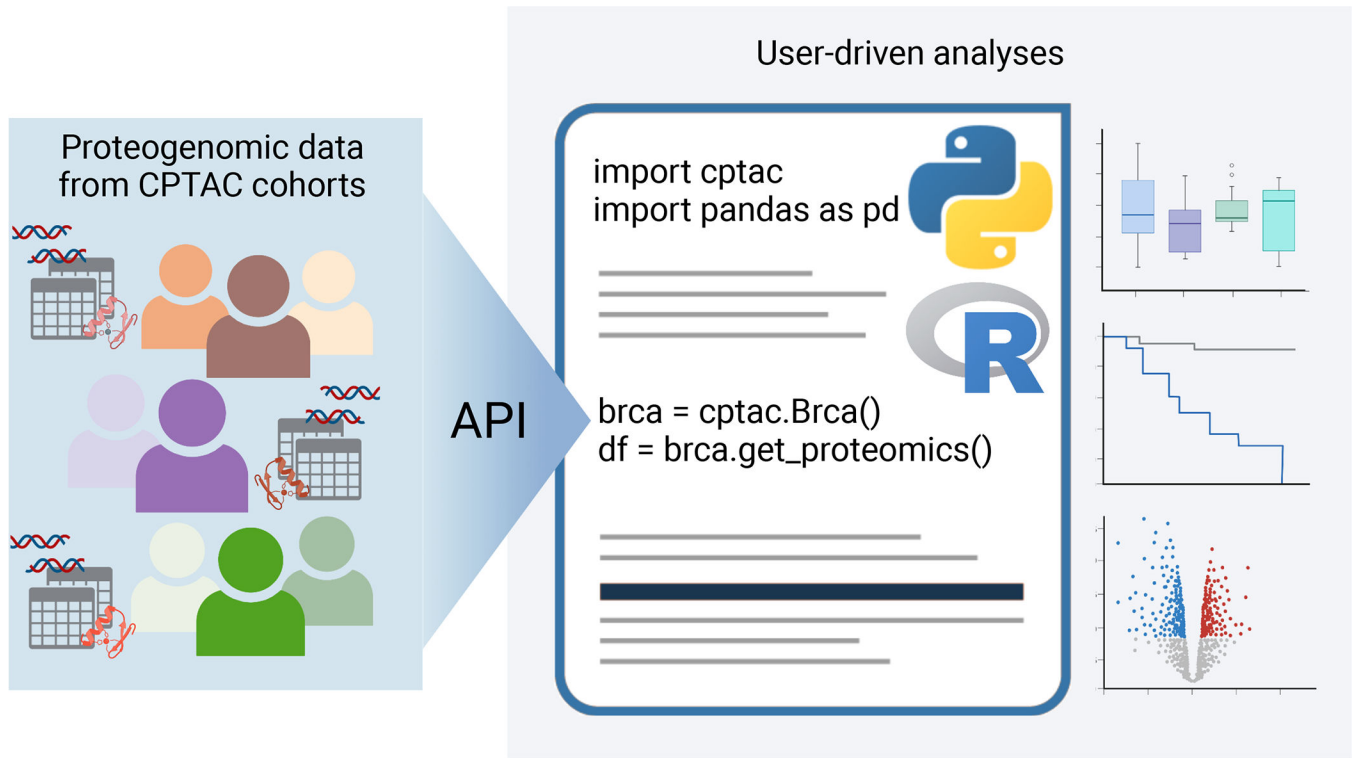 User-driven analyses
Proteogenomic data
from CPTAC cohorts
import cptac
import pandas as pd
R
API
brca = cptac.Brca()
df = brca.get_proteomics()